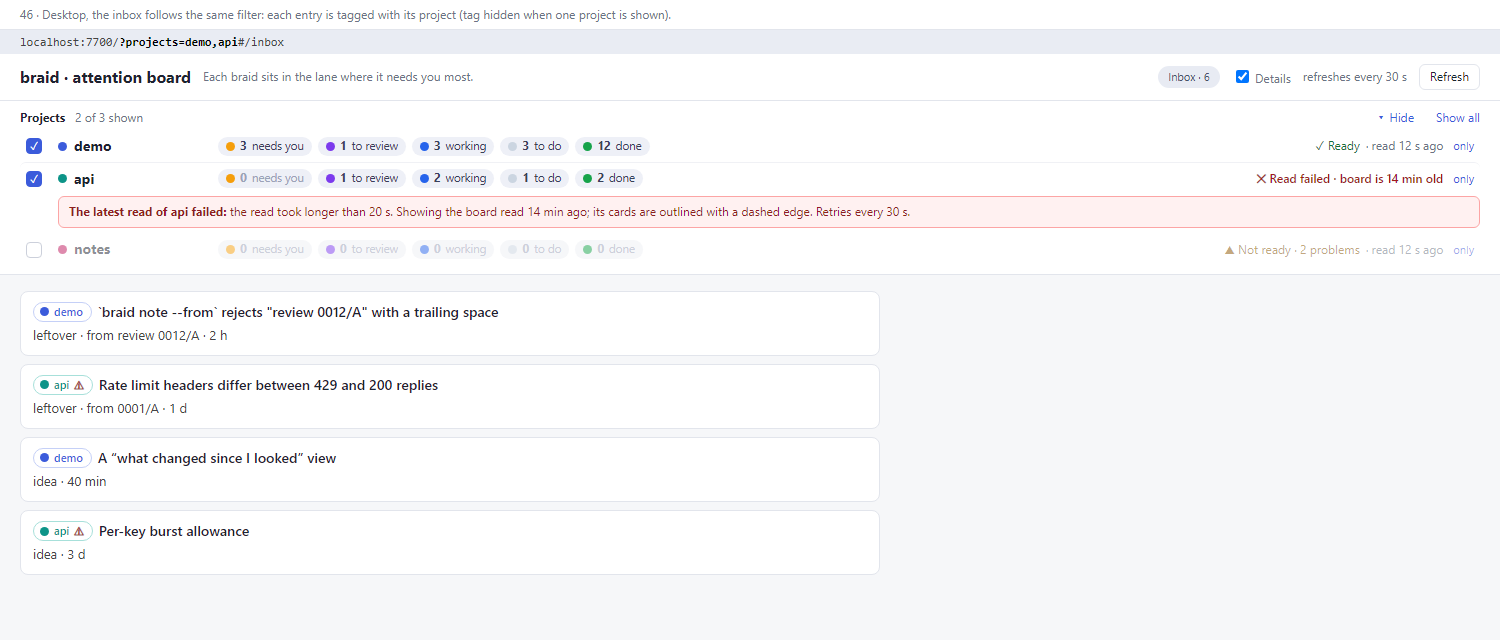 46 · Desktop, the inbox follows the same filter: each entry is tagged with its project (tag hidden when one project is shown).
localhost:7700/?projects=demo,api#/inbox
braid · attention board Each braid sits in the lane where it needs you most. Inbox · 6 Details refreshes every 30 s Refresh
Projects 2 of 3 shown Hide Show all
demo 3 needs you 1 to review 3 working 3 to do 12 done ✓ Ready · read 12 s ago only
api 0 needs you 1 to review 2 working 1 to do 2 done ✕ Read failed · board is 14 min old only
The latest read of api failed: the read took longer than 20 s. Showing the board read 14 min ago; its cards are outlined with a dashed edge. Retries every 30 s.
notes 0 needs you 0 to review 0 working 0 to do 0 done ▲ Not ready · 2 problems · read 12 s ago only
demo `braid note --from` rejects "review 0012/A" with a trailing space
leftover · from review 0012/A · 2 h
api ⚠ Rate limit headers differ between 429 and 200 replies
leftover · from 0001/A · 1 d
demo A “what changed since I looked” view
idea · 40 min
api ⚠ Per-key burst allowance
idea · 3 d